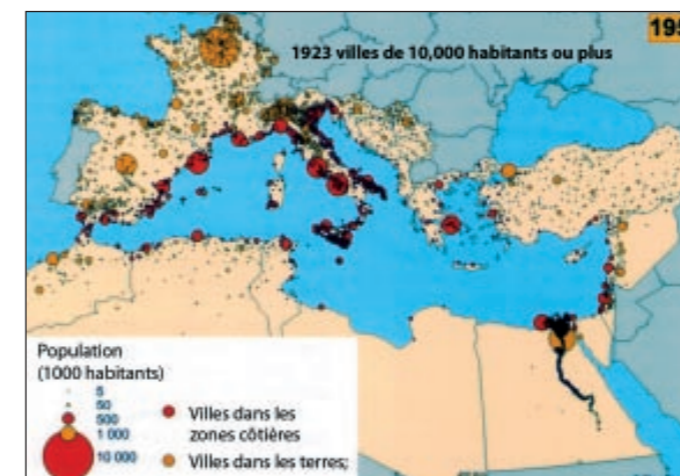 195
1923 villes de 10,000 habitants ou plus
Population
(1000 habitants)
5
50
500
1 000
10 000
Villes dans les
zones côtières
Villes dans les terres;